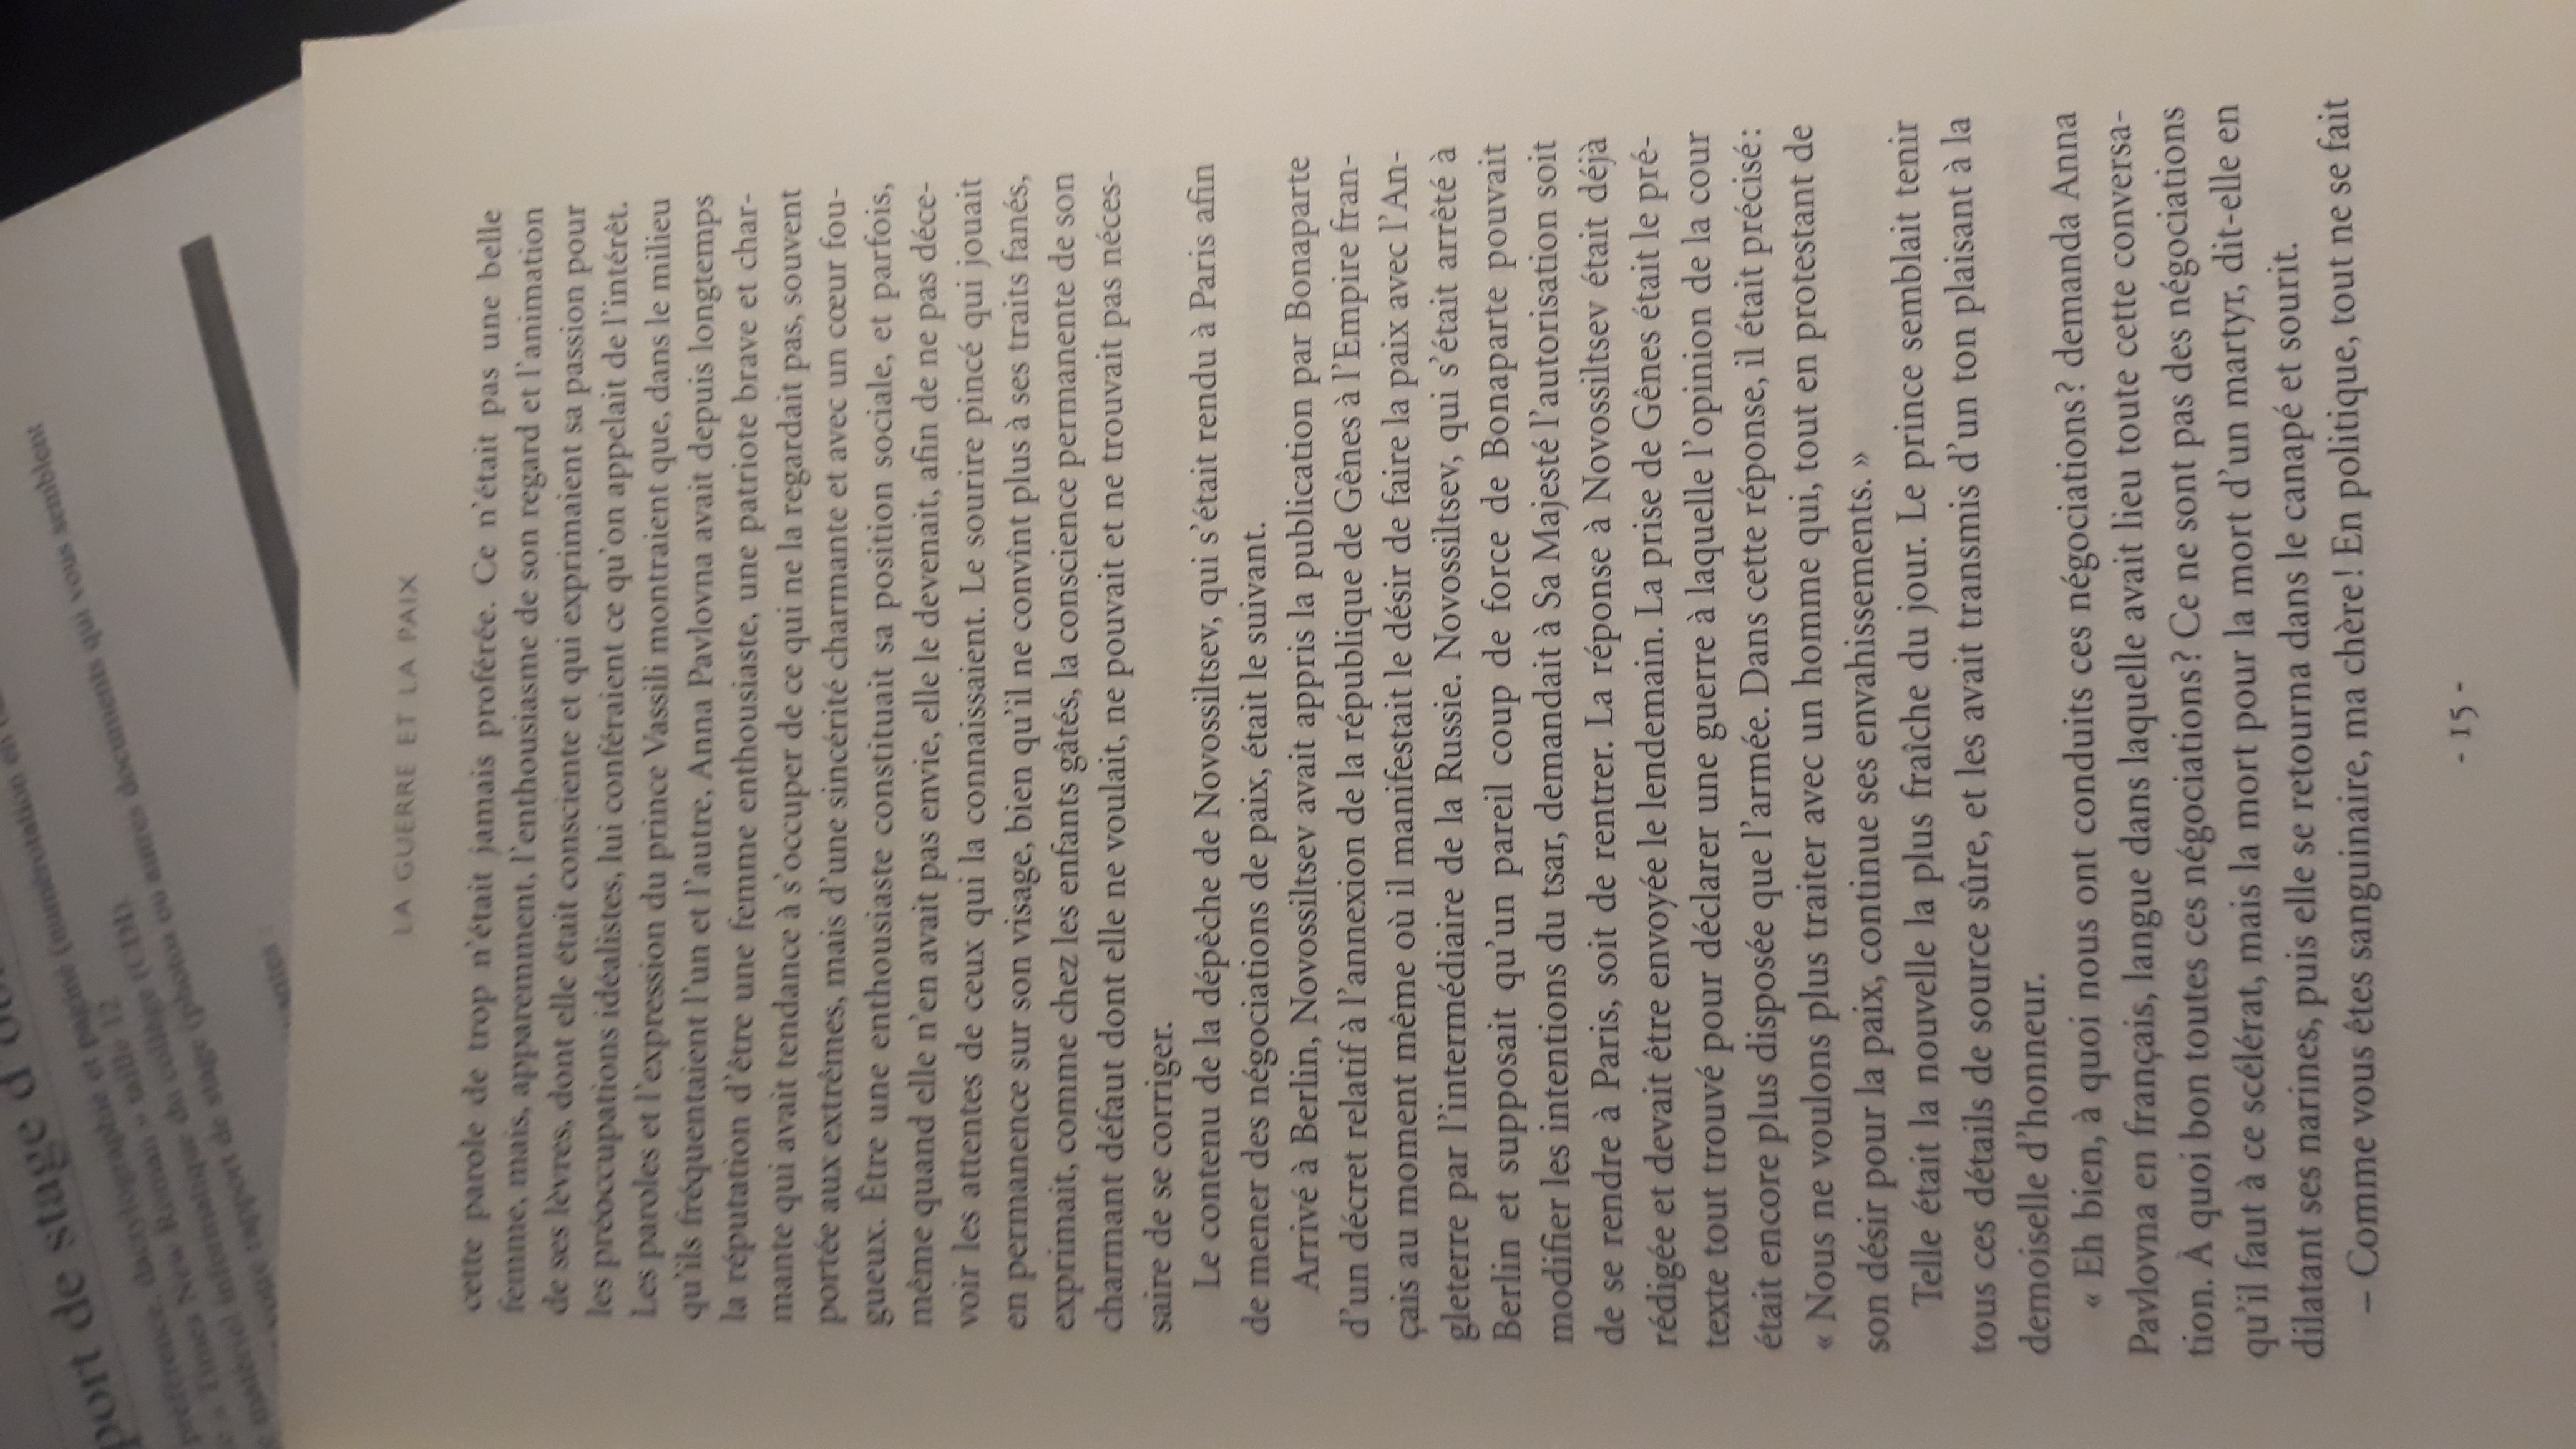 port de stage d'
préférence, dactylographié et paginé (numérotation en
« Times New Roman » taille 12
matériel informatique du collège (CDI).
votre rapport de stage (photos ou autres documents qui vous semblent
LA GUERRE ET LA PAIX
cette parole de trop n'était jamais proférée. Ce n'était pas une belle
femme, mais, apparemment, l'enthousiasme de son regard et l'animation
de ses lèvres, dont elle était consciente et qui exprimaient sa passion pour
les préoccupations idéalistes, lui conféraient ce qu'on appelait de l'intérêt.
Les paroles et l'expression du prince Vassili montraient que, dans le milieu
qu'ils fréquentaient l'un et l'autre, Anna Pavlovna avait depuis longtemps
la réputation d'être une femme enthousiaste, une patriote brave et char-
mante qui avait tendance à s'occuper de ce qui ne la regardait pas, souvent
portée aux extrêmes, mais d'une sincérité charmante et avec un cœur fou-
gueux. Être une enthousiaste constituait sa position sociale, et parfois,
même quand elle n'en avait pas envie, elle le devenait, afin de ne pas déce-
voir les attentes de ceux qui la connaissaient. Le sourire pincé qui jouait
en permanence sur son visage, bien qu'il ne convînt plus à ses traits fanés,
exprimait, comme chez les enfants gâtés, la conscience permanente de son
charmant défaut dont elle ne voulait, ne pouvait et ne trouvait pas néces-
saire de se corriger.
Le contenu de la dépêche de Novossiltsev, qui s'était rendu à Paris afin
de mener des négociations de paix, était le suivant.
Arrivé à Berlin, Novossiltsev avait appris la publication par Bonaparte
d'un décret relatif à l'annexion de la république de Gênes à l'Empire fran-
çais au moment même où il manifestait le désir de faire la paix avec l'An-
gleterre par l'intermédiaire de la Russie. Novossiltsev, qui s'était arrêté à
Berlin et supposait qu'un pareil coup de force de Bonaparte pouvait
modifier les intentions du tsar, demandait à Sa Majesté l'autorisation soit
de se rendre à Paris, soit de rentrer. La réponse à Novossiltsev était déjà
rédigée et devait être envoyée le lendemain. La prise de Gênes était le pré-
texte tout trouvé pour déclarer une guerre à laquelle l'opinion de la cour
était encore plus disposée que l'armée. Dans cette réponse, il était précisé :
« Nous ne voulons plus traiter avec un homme qui, tout en protestant de
son désir pour la paix, continue ses envahissements. »
Telle était la nouvelle la plus fraîche du jour. Le prince semblait tenir
tous ces détails de source sûre, et les avait transmis d'un ton plaisant à la
demoiselle d'honneur.
« Eh bien, à quoi nous ont conduits ces négociations ? demanda Anna
Pavlovna en français, langue dans laquelle avait lieu toute cette conversa-
tion. À quoi bon toutes ces négociations ? Ce ne sont pas des négociations
qu'il faut à ce scélérat, mais la mort pour la mort d'un martyr, dit-elle en
dilatant ses narines, puis elle se retourna dans le canapé et sourit.
– Comme vous êtes sanguinaire, ma chère ! En politique, tout ne se fait
- 15 -